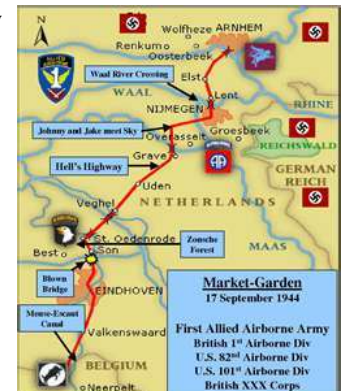 N
Wolfheze
ARNHEM
Renkum
Oosterbeek
Elst
Waal River Crossing
WAAL
Lent
NIJMEGEN
RHINE
Johnny and Jake meet Sky
Overasselt
Groesbeek
REICHSWALD
Grave
Hell's Highway
GERMAN
REICH
Uden
NETHERLANDS
Veghel
MAAS
St. Oedenrode
Zonsche
Forest
Best
Son
Blown
Bridge
EINDHOVEN
Meuse-Escaut
Canal
Valkenswaard
BELGIUM
Neerpelt
Market-Garden
17 September 1944
First Allied Airborne Army
British 1st Airborne Div
U.S. 82nd Airborne Div
U.S. 101st Airborne Div
British XXX Corps